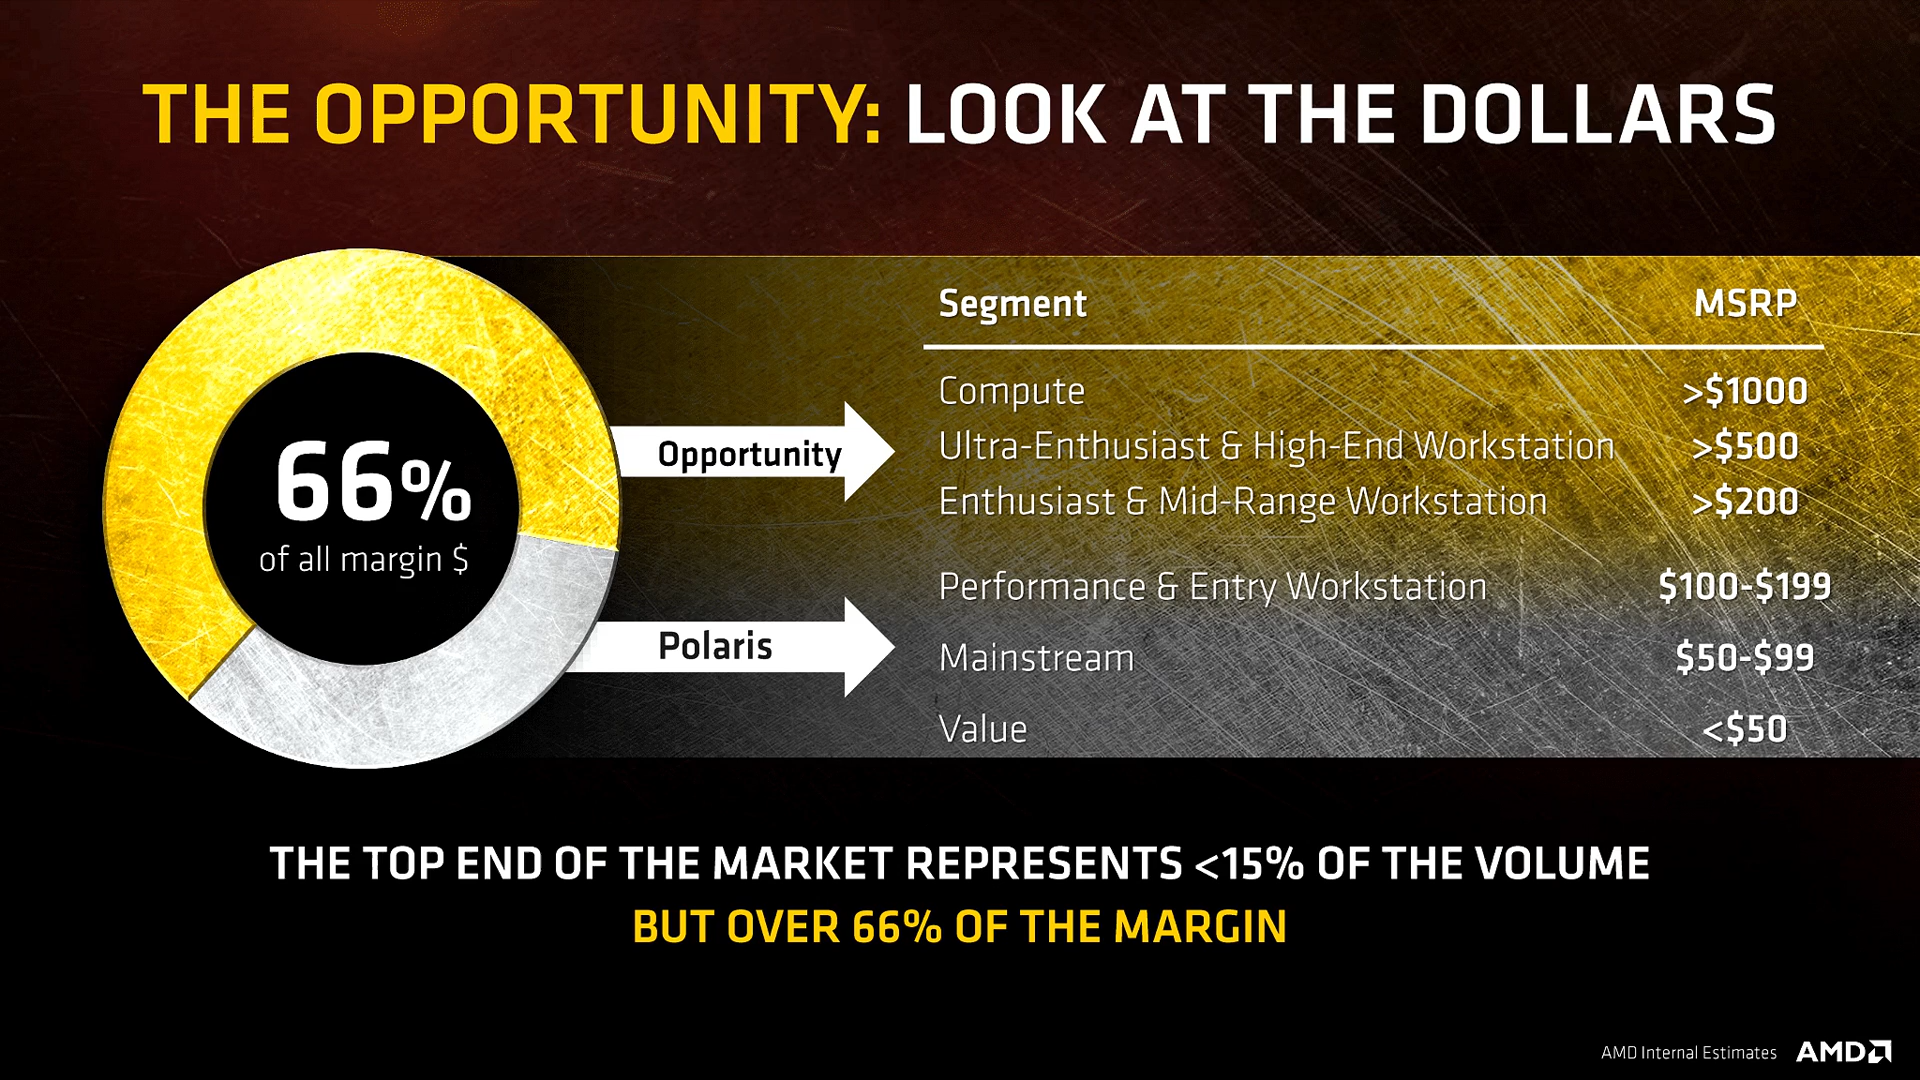 THE OPPORTUNITY: LOOK AT THE DOLLARS
66%
of all margin $
Opportunity
Polaris
Segment MSRP
Compute >$1000
Ultra-Enthusiast & High-End Workstation >$500
Enthusiast & Mid-Range Workstation >$200
Performance & Entry Workstation $100-$199
Mainstream $50-$99
Value <$50
THE TOP END OF THE MARKET REPRESENTS <15% OF THE VOLUME
BUT OVER 66% OF THE MARGIN
AMD Internal Estimates AMD